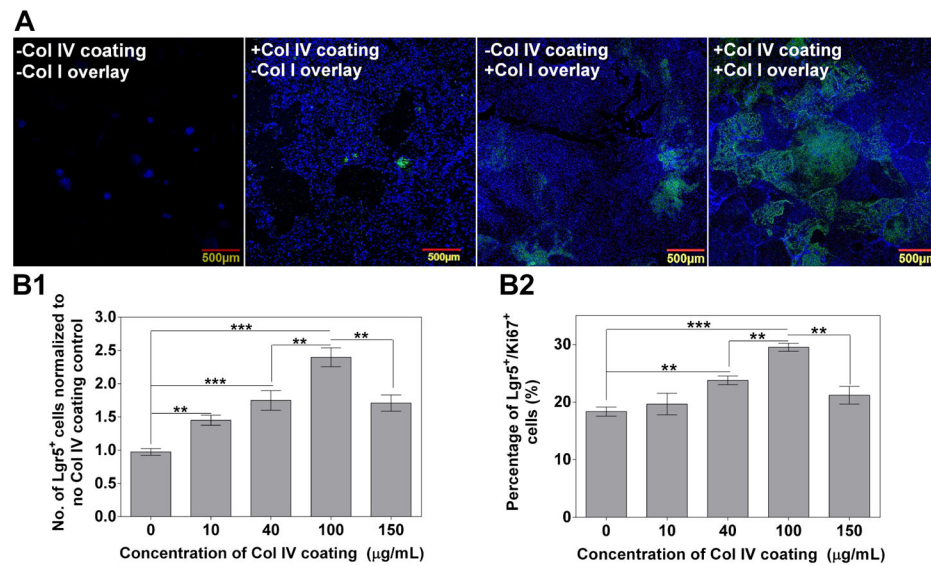 A
-Col IV coating
-Col I overlay
+Col IV coating
-Col I overlay
-Col IV coating
+Col I overlay
+Col IV coating
+Col I overlay
500µm
500µm
500µm
500µm
B1
No. of Lgr5⁺ cells normalized to
no Col IV coating control
3.0
2.5
2.0
1.5
1.0
0.5
0.0
***
**
**
***
**
0
10
40
100
150
Concentration of Col IV coating (µg/mL)
B2
Percentage of Lgr5⁺/Ki67⁺
cells (%)
30
20
10
0
***
**
**
**
0
10
40
100
150
Concentration of Col IV coating (µg/mL)